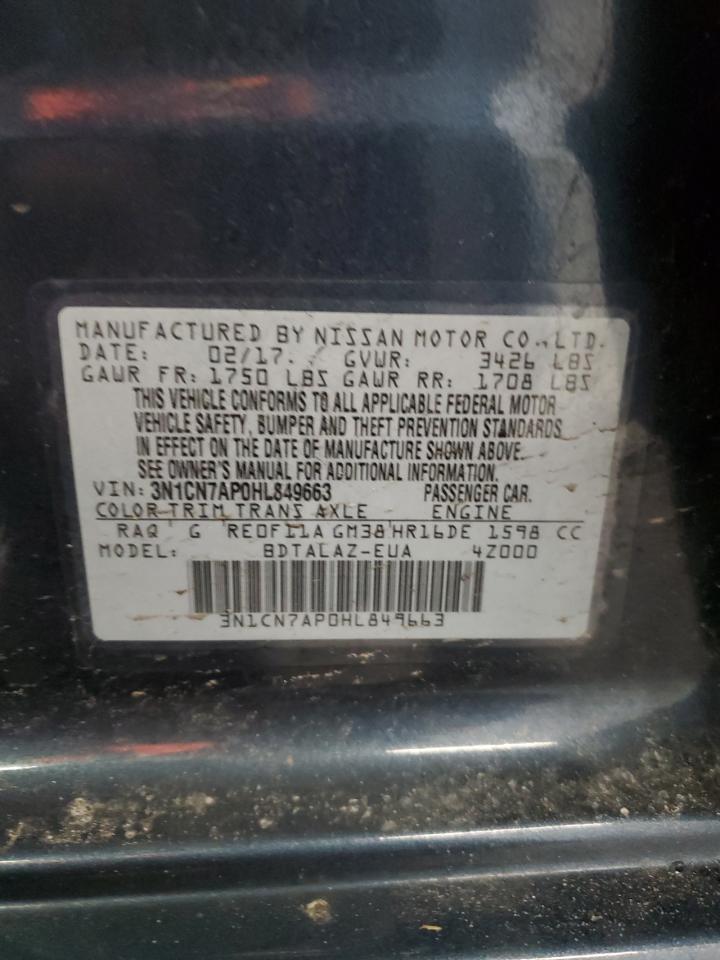 MANUFACTURED BY NISSAN MOTOR CO.,LTD.
DATE: 02/17. GVWR: 3426 LBS
GAWR FR: 1750 LBS GAWR RR: 1708 LBS
THIS VEHICLE CONFORMS TO ALL APPLICABLE FEDERAL MOTOR
VEHICLE SAFETY, BUMPER AND THEFT PREVENTION STANDARDS
IN EFFECT ON THE DATE OF MANUFACTURE SHOWN ABOVE.
SEE OWNER'S MANUAL FOR ADDITIONAL INFORMATION.
VIN: 3N1CN7AP0HL849663 PASSENGER CAR.
COLOR TRIM TRANS AXLE ENGINE
RAQ G RE0F11A GM38 HR16DE 1598 CC
MODEL: BDTALAZ-EUA 4Z000
3N1CN7AP0HL849663